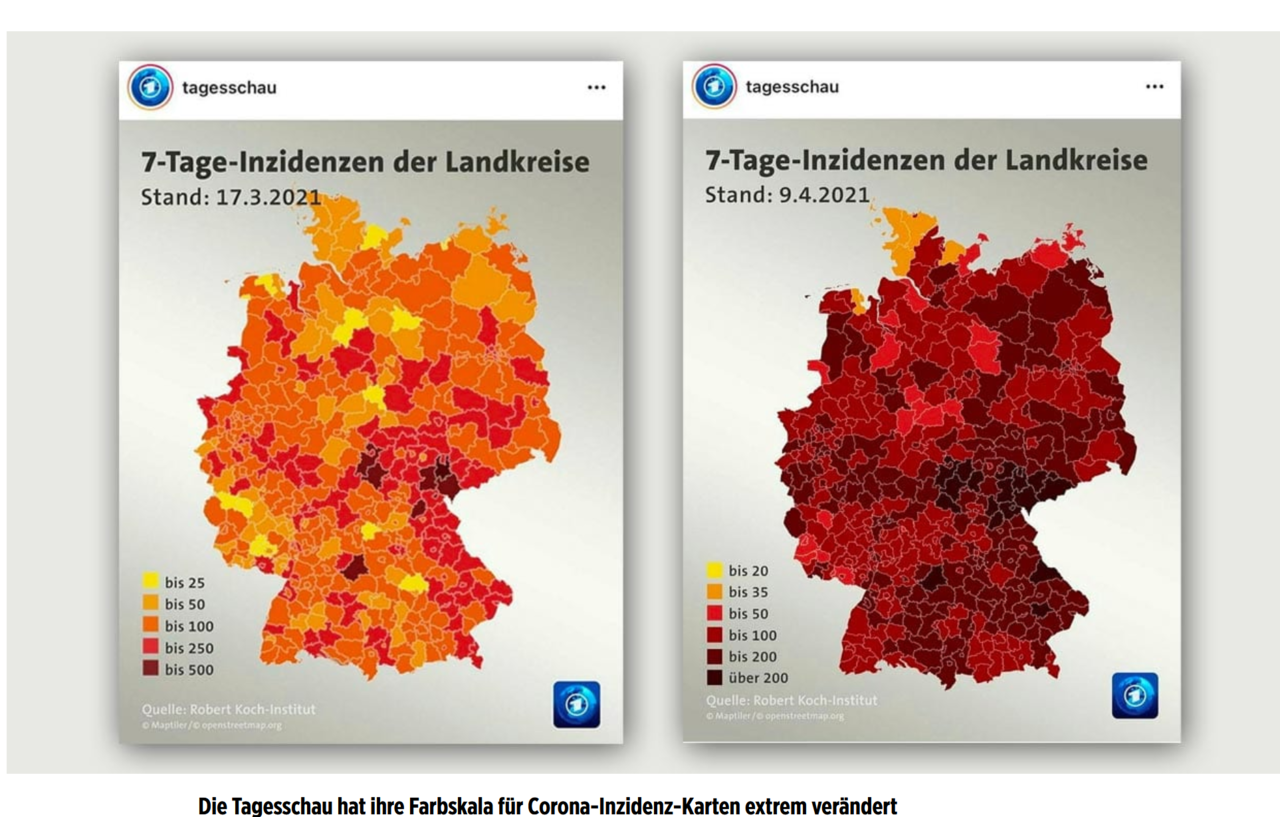 tagesschau
7-Tage-Inzidenzen der Landkreise
Stand: 17.3.2021
bis 25
bis 50
bis 100
bis 250
bis 500
Quelle: Robert Koch-Institut
© Maptiler/© openstreetmap.org
tagesschau
7-Tage-Inzidenzen der Landkreise
Stand: 9.4.2021
bis 20
bis 35
bis 50
bis 100
bis 200
über 200
Quelle: Robert Koch-Institut
© Maptiler/© openstreetmap.org
Die Tagesschau hat ihre Farbskala für Corona-Inzidenz-Karten extrem verändert